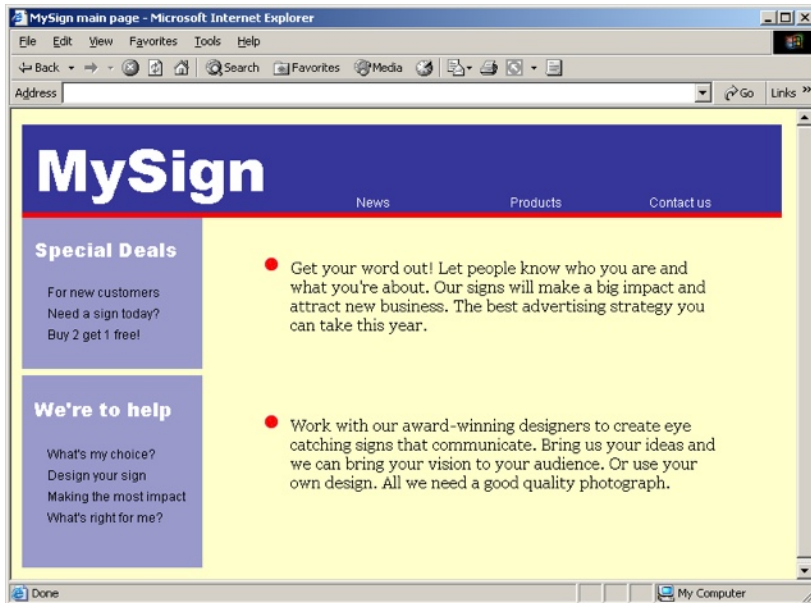 MySign main page - Microsoft Internet Explorer
File Edit View Favorites Tools Help
Back Search Favorites Media
Address Go Links »
MySign
News Products Contact us
Special Deals
For new customers
Need a sign today?
Buy 2 get 1 free!
Get your word out! Let people know who you are and
what you're about. Our signs will make a big impact and
attract new business. The best advertising strategy you
can take this year.
We're to help
What's my choice?
Design your sign
Making the most impact
What's right for me?
Work with our award-winning designers to create eye
catching signs that communicate. Bring us your ideas and
we can bring your vision to your audience. Or use your
own design. All we need a good quality photograph.
Done My Computer